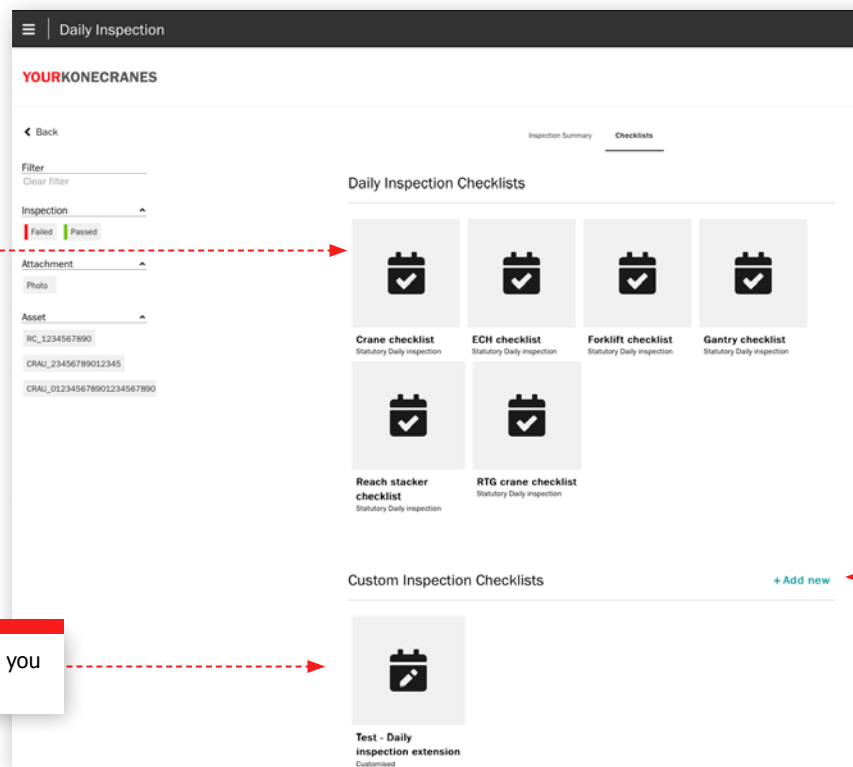 Daily Inspection
YOURKONECRANES
Back
Inspection Summary
Checklists
Filter
Clear filter
Inspection
Failed
Passed
Attachment
Photo
Asset
RC_1234567890
CRAU_23456789012345
CRAU_012345678901234567890
Daily Inspection Checklists
Crane checklist
Statutory Daily inspection
ECH checklist
Statutory Daily inspection
Forklift checklist
Statutory Daily inspection
Gantry checklist
Statutory Daily inspection
Reach stacker
checklist
Statutory Daily inspection
RTG crane checklist
Statutory Daily inspection
Custom Inspection Checklists
+ Add new
you
Test - Daily
inspection extension
Customised